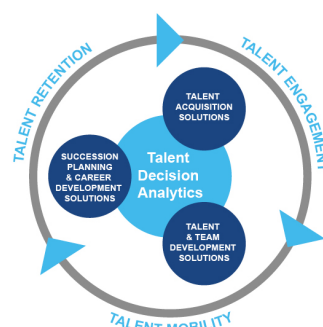 TALENT RETENTION
TALENT ENGAGEMENT
TALENT
ACQUISITION
SOLUTIONS
SUCCESSION
PLANNING
& CAREER
DEVELOPMENT
SOLUTIONS
Talent
Decision
Analytics
TALENT
& TEAM
DEVELOPMENT
SOLUTIONS
TALENT MOBILITY